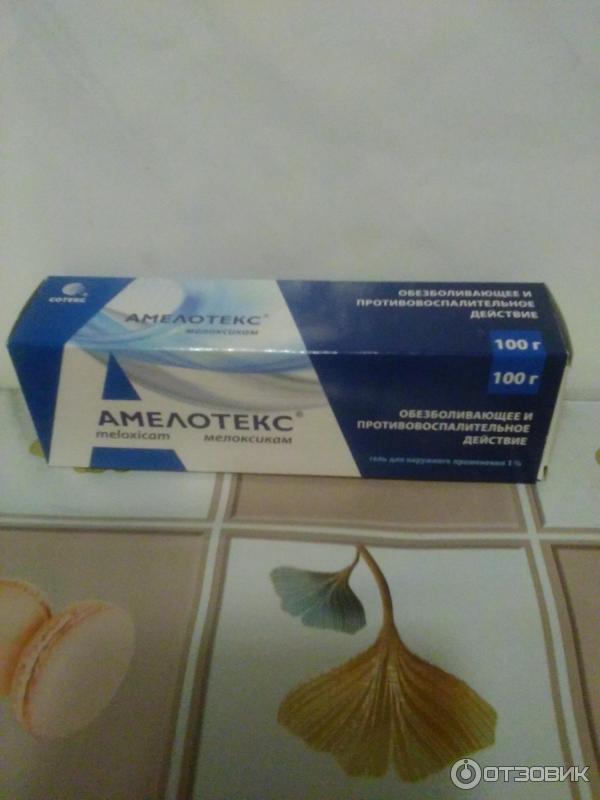 СОТЕКС®
АМЕЛОТЕКС®
мелоксикам
ОБЕЗБОЛИВАЮЩЕЕ И
ПРОТИВОВОСПАЛИТЕЛЬНОЕ
ДЕЙСТВИЕ
100 г
100 г
АМЕЛОТЕКС®
meloxicam
мелоксикам
ОБЕЗБОЛИВАЮЩЕЕ И
ПРОТИВОВОСПАЛИТЕЛЬНОЕ
ДЕЙСТВИЕ
гель для наружного применения 1%
ОТЗОВИК